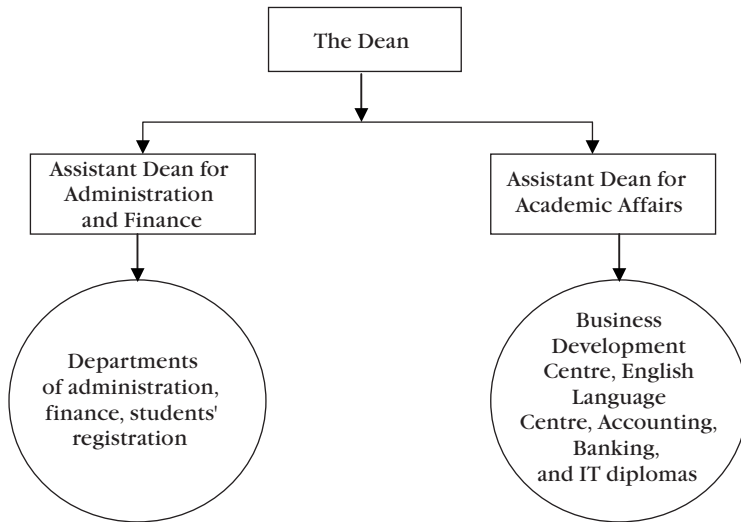 The Dean
Assistant Dean for
Administration
and Finance
Assistant Dean for
Academic Affairs
Departments
of administration,
finance, students'
registration
Business
Development
Centre, English
Language
Centre, Accounting,
Banking,
and IT diplomas